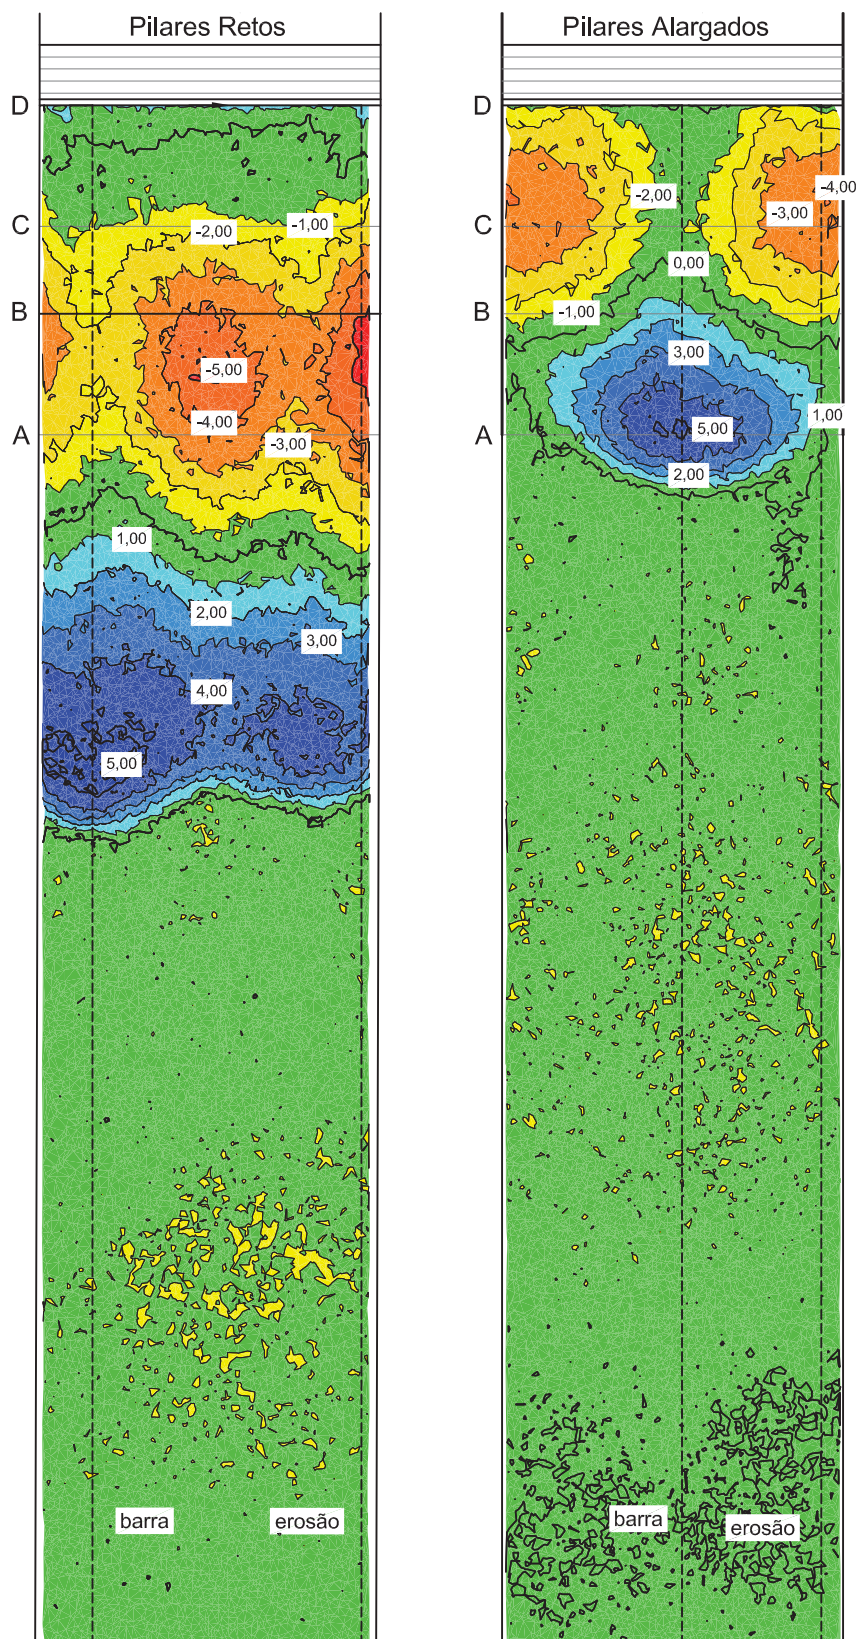 Pilares Retos
D
C
-2,00
-1,00
B
-5,00
-4,00
A
-3,00
1,00
2,00
3,00
4,00
5,00
barra
erosão
Pilares Alargados
D
-2,00
-4,00
-3,00
C
0,00
B
-1,00
3,00
1,00
A
5,00
2,00
barra
erosão